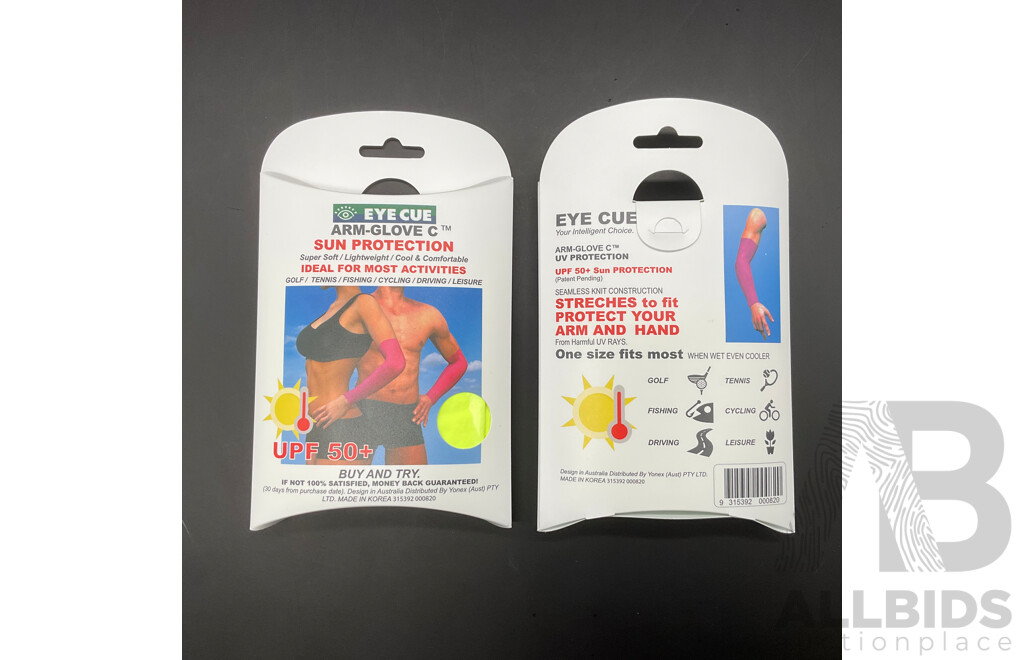 EYE CUE
ARM-GLOVE C™
SUN PROTECTION
Super Soft / Lightweight / Cool & Comfortable
IDEAL FOR MOST ACTIVITIES
GOLF / TENNIS / FISHING / CYCLING / DRIVING / LEISURE
UPF 50+
BUY AND TRY.
IF NOT 100% SATISFIED, MONEY BACK GUARANTEED!
(30 days from purchase date). Design in Australia Distributed By Yonex (Aust) PTY
LTD. MADE IN KOREA 315392 000820
EYE CUE
Your Intelligent Choice.
ARM-GLOVE C™
UV PROTECTION
UPF 50+ Sun PROTECTION
(Patent Pending)
SEAMLESS KNIT CONSTRUCTION
STRECHES to fit
PROTECT YOUR
ARM AND HAND
From Harmful UV RAYS.
One size fits most WHEN WET EVEN COOLER
GOLF TENNIS
FISHING CYCLING
DRIVING LEISURE
Design in Australia Distributed By Yonex (Aust) PTY LTD.
MADE IN KOREA 315392 000820
9 315392 000820
AB
ALLBIDS
auctionplace